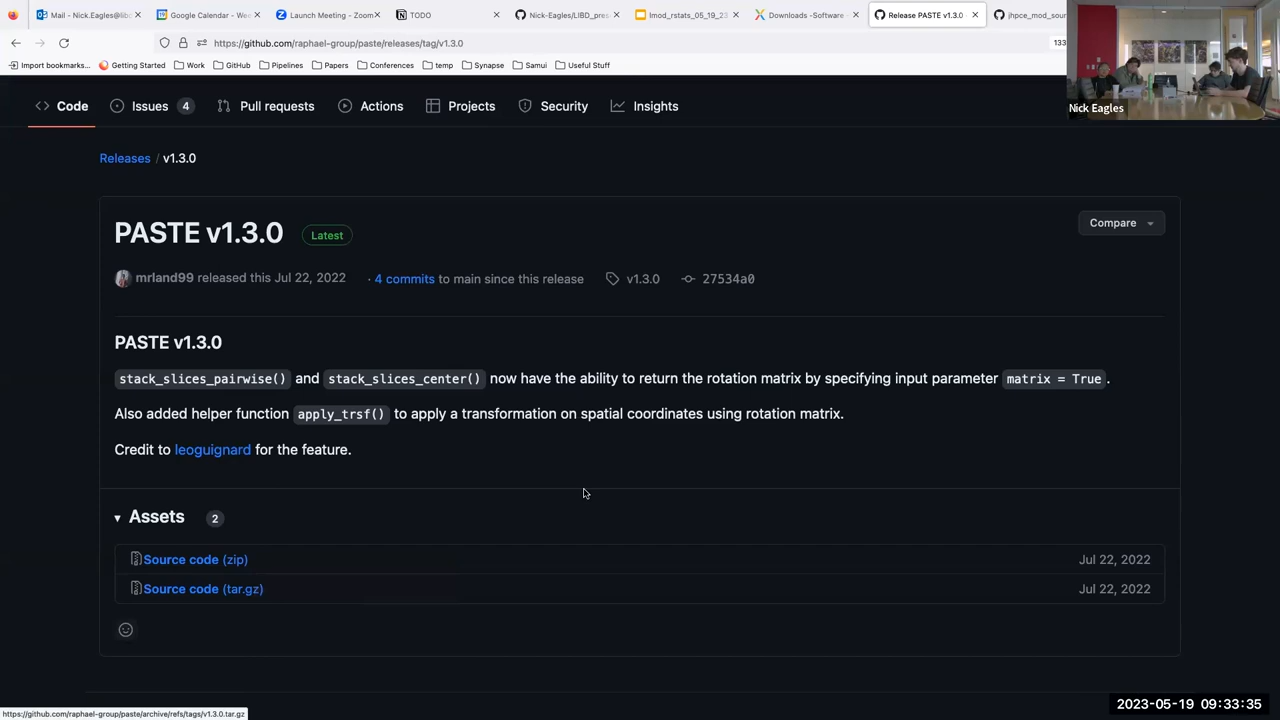 Mail - Nick.Eagles@libd
Google Calendar - Wee
Launch Meeting - Zoom
TODO
Nick-Eagles/LIBD_pres
lmod_rstats_05_19_23
Downloads -Software
Release PASTE v1.3.0
jhpce_mod_sour
https://github.com/raphael-group/paste/releases/tag/v1.3.0
133
Import bookmarks...
Getting Started
Work
GitHub
Pipelines
Papers
Conferences
temp
Synapse
Samui
Useful Stuff
Nick Eagles
Code
Issues 4
Pull requests
Actions
Projects
Security
Insights
Releases / v1.3.0
PASTE v1.3.0 Latest
Compare
mrland99 released this Jul 22, 2022 · 4 commits to main since this release v1.3.0 27534a0
PASTE v1.3.0
stack_slices_pairwise() and stack_slices_center() now have the ability to return the rotation matrix by specifying input parameter matrix = True.
Also added helper function apply_trsf() to apply a transformation on spatial coordinates using rotation matrix.
Credit to leoguignard for the feature.
Assets 2
Source code (zip) Jul 22, 2022
Source code (tar.gz) Jul 22, 2022
https://github.com/raphael-group/paste/archive/refs/tags/v1.3.0.tar.gz
2023-05-19 09:33:35